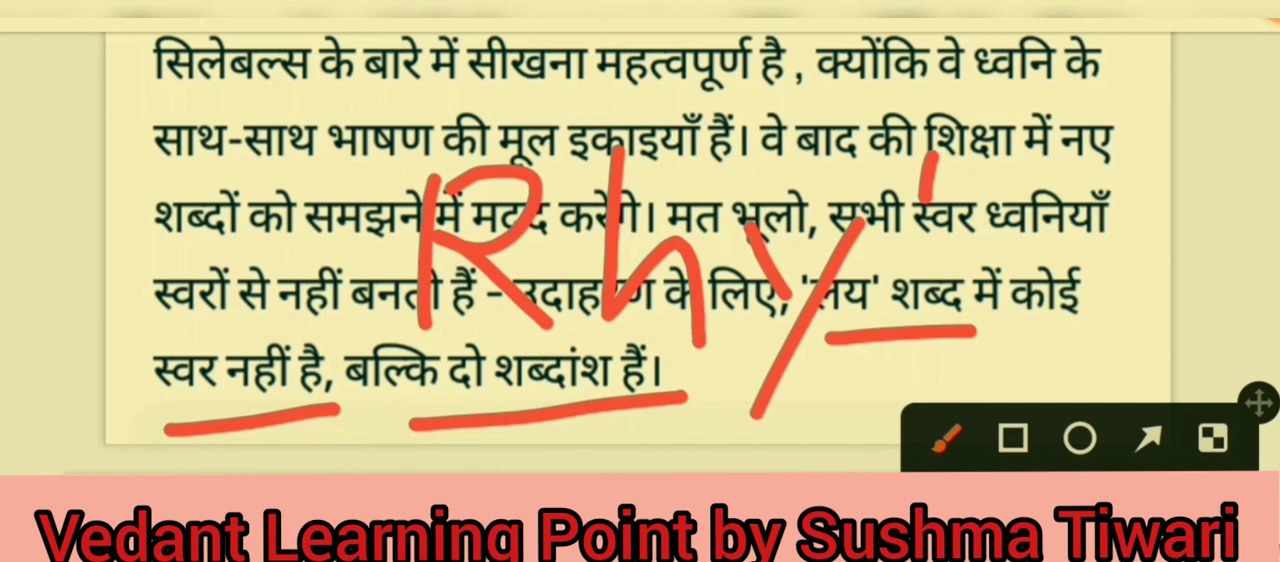 सिलेबल्स के बारे में सीखना महत्वपूर्ण है , क्योंकि वे ध्वनि के
साथ-साथ भाषण की मूल इकाइयाँ हैं। वे बाद की शिक्षा में नए
शब्दों को समझने में मदद करेगी। मत भूलो, सभी स्वर ध्वनियाँ
स्वरों से नहीं बनती हैं - उदाहरण के लिए, 'लय' शब्द में कोई
स्वर नहीं है, बल्कि दो शब्दांश हैं।
Rhy
Vedant Learning Point by Sushma Tiwari